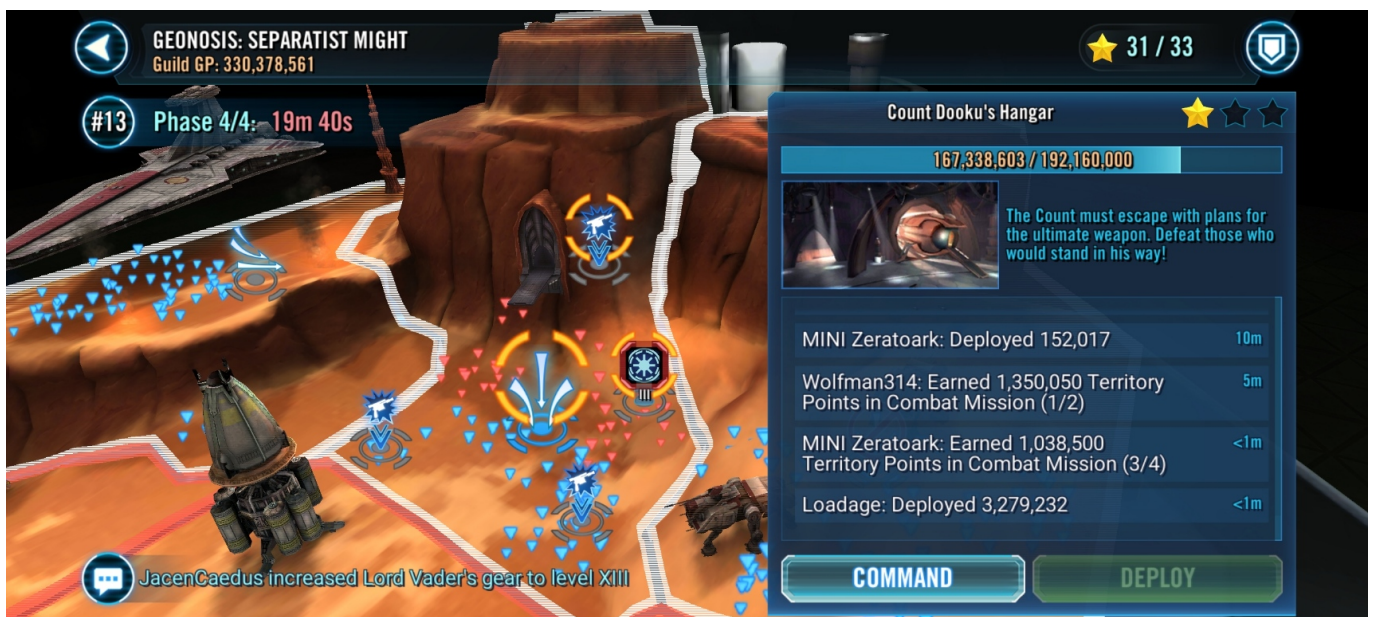 GEONOSIS: SEPARATIST MIGHT
Guild GP: 330,378,561
31 / 33
#13
Phase 4/4: 19m 40s
Count Dooku's Hangar
167,338,603 / 192,160,000
The Count must escape with plans for
the ultimate weapon. Defeat those who
would stand in his way!
MINI Zeratoark: Deployed 152,017
10m
Wolfman314: Earned 1,350,050 Territory
Points in Combat Mission (1/2)
5m
MINI Zeratoark: Earned 1,038,500
Territory Points in Combat Mission (3/4)
<1m
Loadage: Deployed 3,279,232
<1m
III
JacenCaedus increased Lord Vader's gear to level XIII
COMMAND
DEPLOY